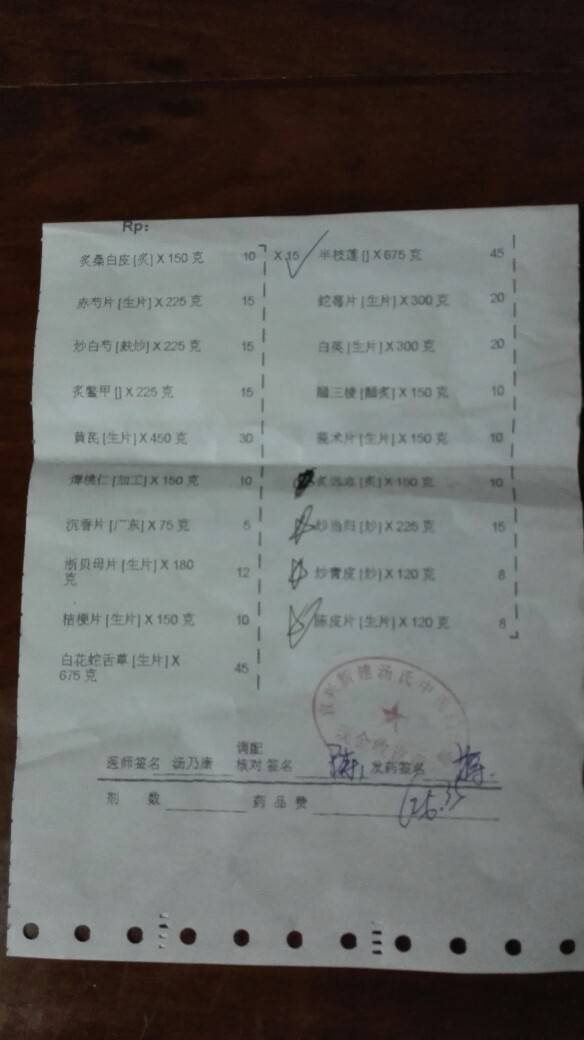 Rp:
炙桑白皮 [炙] X 150 克 10
赤芍片 [生片] X 225 克 15
炒白芍 [麸炒] X 225 克 15
炙鳖甲 [] X 225 克 15
黄芪 [生片] X 450 克 30
燀桃仁 [加工] X 150 克 10
沉香片 [广东] X 75 克 5
浙贝母片 [生片] X 180
克 12
桔梗片 [生片] X 150 克 10
白花蛇舌草 [生片] X
675 克 45
X 15
半枝莲 [] X 675 克 45
蛇莓片 [生片] X 300 克 20
白英 [生片] X 300 克 20
醋三棱 [醋炙] X 150 克 10
莪术片 [生片] X 150 克 10
炙远志 [炙] X 150 克 10
炒当归 [炒] X 225 克 15
炒青皮 [炒] X 120 克 8
陈皮片 [生片] X 120 克 8
医师签名 汤乃康
调配
核对 签名
发药签名
剂 数
药 品 费